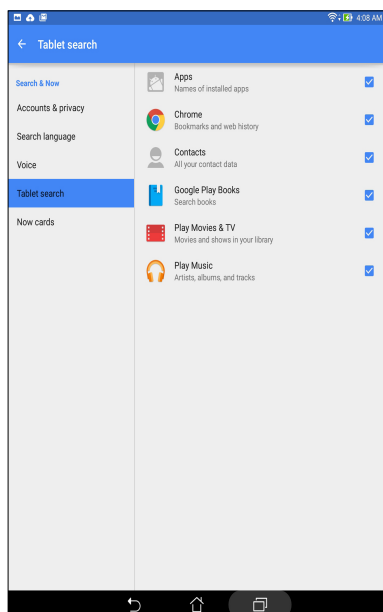 4:08 AM
Tablet search
Search & Now
Accounts & privacy
Search language
Voice
Tablet search
Now cards
Apps
Names of installed apps
Chrome
Bookmarks and web history
Contacts
All your contact data
Google Play Books
Search books
Play Movies & TV
Movies and shows in your library
Play Music
Artists, albums, and tracks